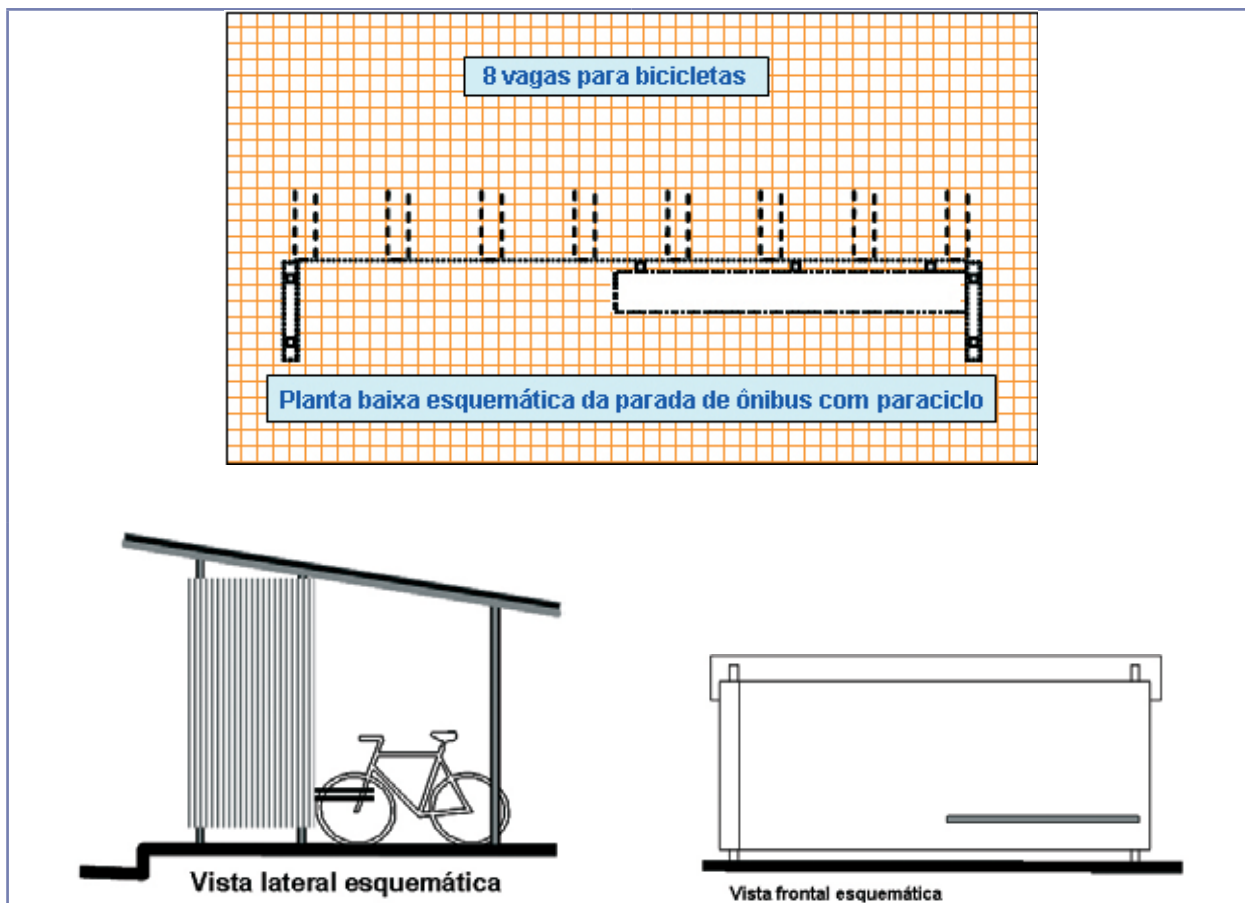 8 vagas para bicicletas
Planta baixa esquemática da parada de ônibus com paraciclo
Vista lateral esquemática
Vista frontal esquemática